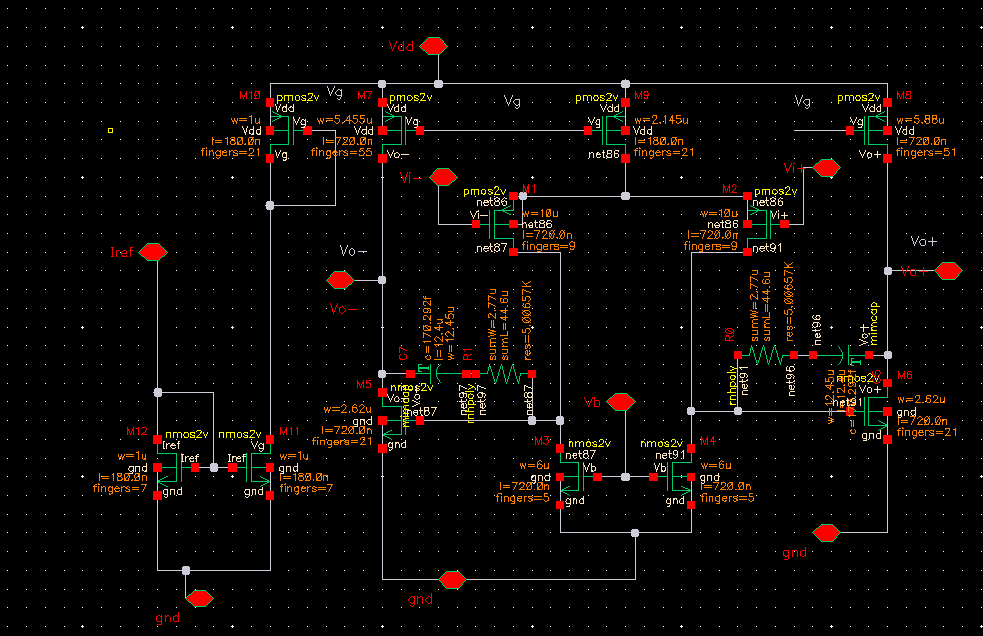 Vdd
M10
pmos2v
Vdd
w=1u
Vdd
Vg
l=180.0n
fingers=21
Vg
Vg
M7
pmos2v
Vdd
w=5.455u
Vdd
Vg
l=720.0n
fingers=55
Vo-
Vg
M9
pmos2v
Vdd
w=2.145u
Vdd
Vg
l=180.0n
fingers=21
net86
Vg
M8
pmos2v
Vdd
w=5.88u
Vdd
Vg
l=720.0n
fingers=51
Vo+
Vi-
M1
pmos2v
net86
Vi-
w=10u
net86
l=720.0n
net87
fingers=9
Vi+
M2
pmos2v
net86
w=10u
net86
Vi+
l=720.0n
fingers=9
net91
Iref
Vo-
Vo-
Vo+
C7
c=170.292f
l=12.4u
w=12.45u
R1
sumW=2.77u
sumL=44.6u
res=5.00657K
net97
rnhpoly
net97
net87
R0
sumW=2.77u
sumL=44.6u
res=5.00657K
rnhpoly
net91
net96
net96
Vo+
mimcap
w=12.45u
M5
nmos2v
w=2.62u
gnd
net87
l=720.0n
fingers=21
gnd
Vb
M6
nmos2v
Vo+
w=2.62u
gnd
net91
l=720.0n
fingers=21
gnd
M12
nmos2v
Iref
w=1u
gnd
Iref
l=180.0n
fingers=7
gnd
nmos2v
M11
Vg
w=1u
Iref
gnd
l=180.0n
fingers=7
gnd
M3
nmos2v
net87
w=6u
gnd
Vb
l=720.0n
fingers=5
gnd
nmos2v
M4
net91
w=6u
Vb
gnd
l=720.0n
fingers=5
gnd
gnd
gnd
gnd